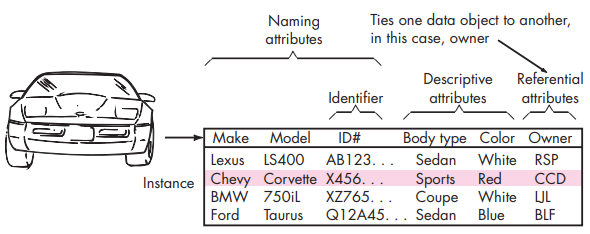 Naming
attributes
Ties one data object to another,
in this case, owner
Identifier
Descriptive
attributes
Referential
attributes
Make Model ID# Body type Color Owner
Lexus LS400 AB123. . . Sedan White RSP
Instance
Chevy Corvette X456. . . Sports Red CCD
BMW 750iL XZ765. . . Coupe White LJL
Ford Taurus Q12A45. . . Sedan Blue BLF